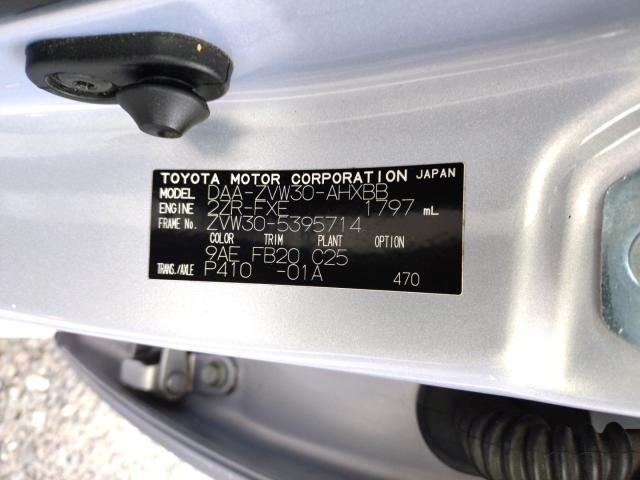 TOYOTA MOTOR CORPORATION JAPAN
MODEL DAA-ZVW30-AHXBB
ENGINE 2ZR-FXE 1797 mL
FRAME No. ZVW30-5395714
COLOR TRIM PLANT OPTION
9AE FB20 C25
TRANS./AXLE P410 -01A 470